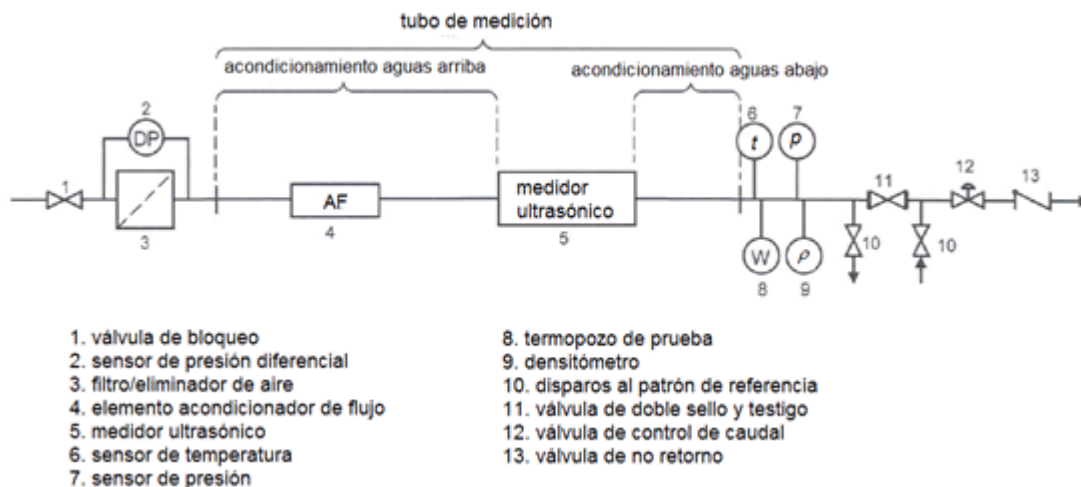 tubo de medición
acondicionamiento aguas arriba
acondicionamiento aguas abajo
2
DP
6
t
7
p
1
3
AF
4
medidor
ultrasónico
5
W
8
ρ
9
10
11
10
12
13
1. válvula de bloqueo
2. sensor de presión diferencial
3. filtro/eliminador de aire
4. elemento acondicionador de flujo
5. medidor ultrasónico
6. sensor de temperatura
7. sensor de presión
8. termopozo de prueba
9. densitómetro
10. disparos al patrón de referencia
11. válvula de doble sello y testigo
12. válvula de control de caudal
13. válvula de no retorno